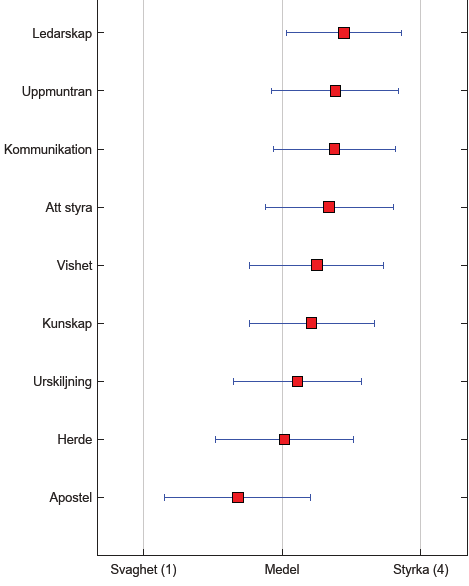 Ledarskap
Uppmuntran
Kommunikation
Att styra
Vishet
Kunskap
Urskiljning
Herde
Apostel
Svaghet (1) Medel Styrka (4)